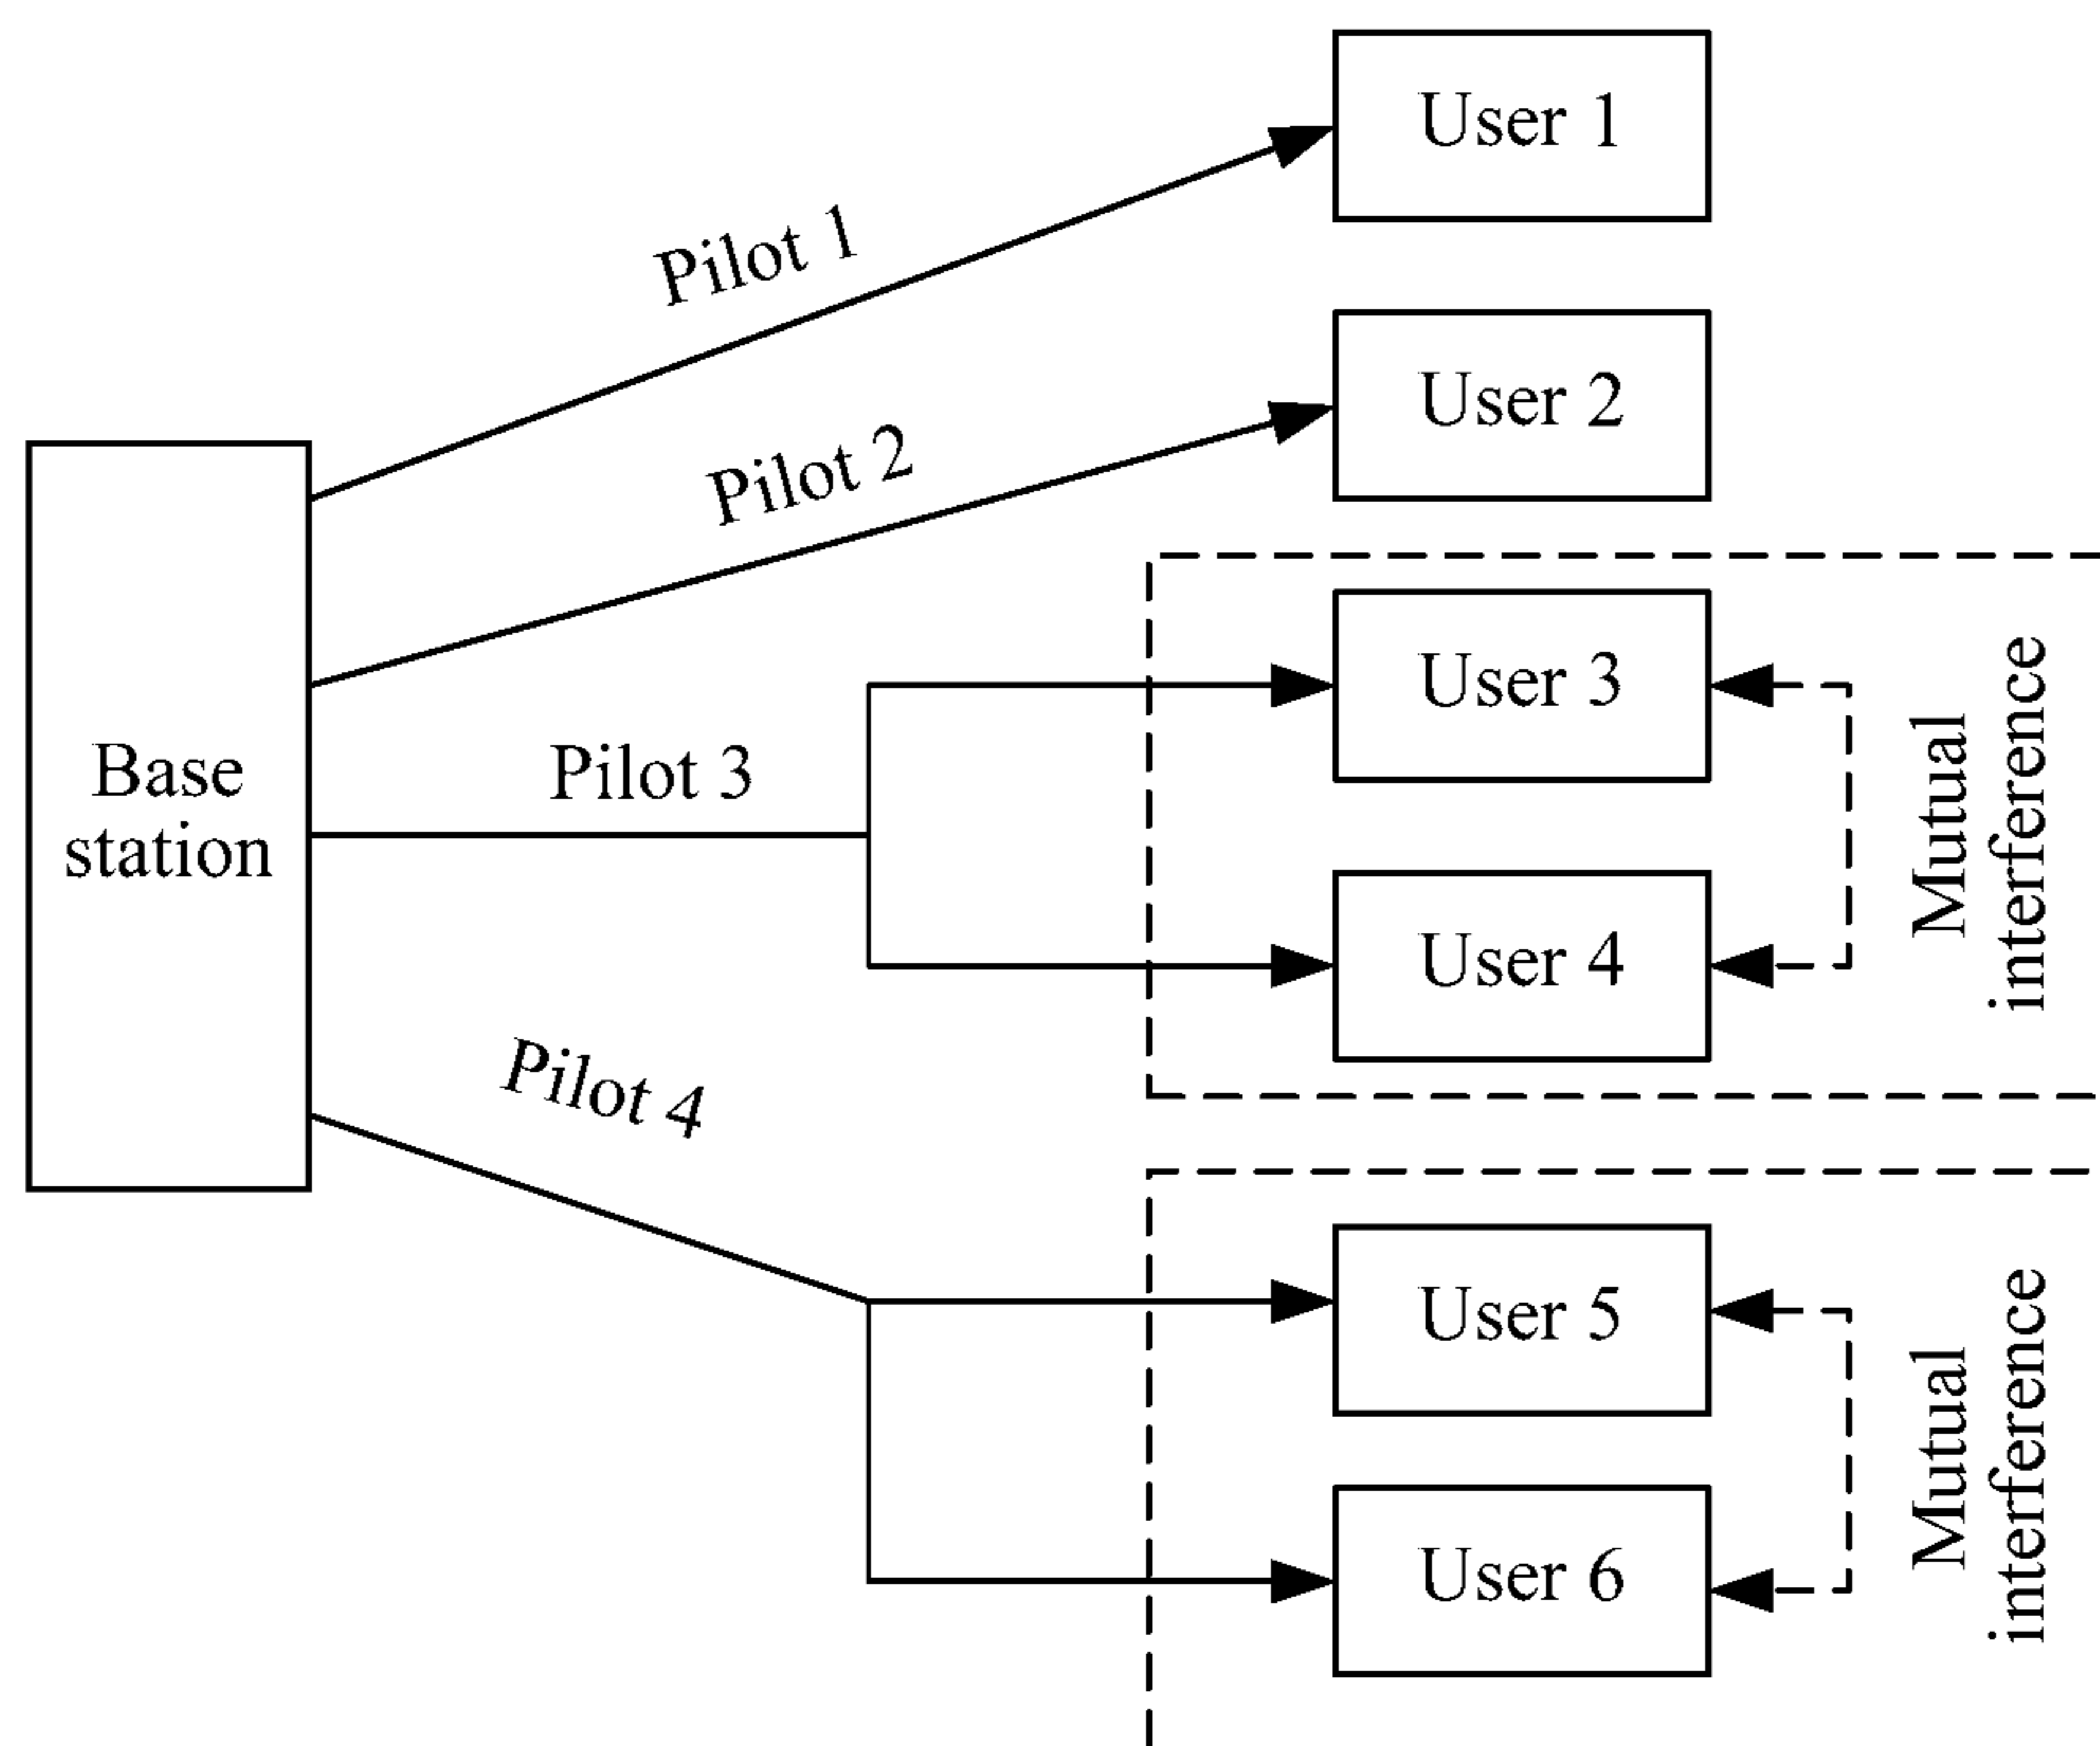 User 1
Pilot 1
User 2
Pilot 2
Base
station
Pilot 3
User 3
User 4
Mutual
interference
Pilot 4
User 5
User 6
Mutual
interference